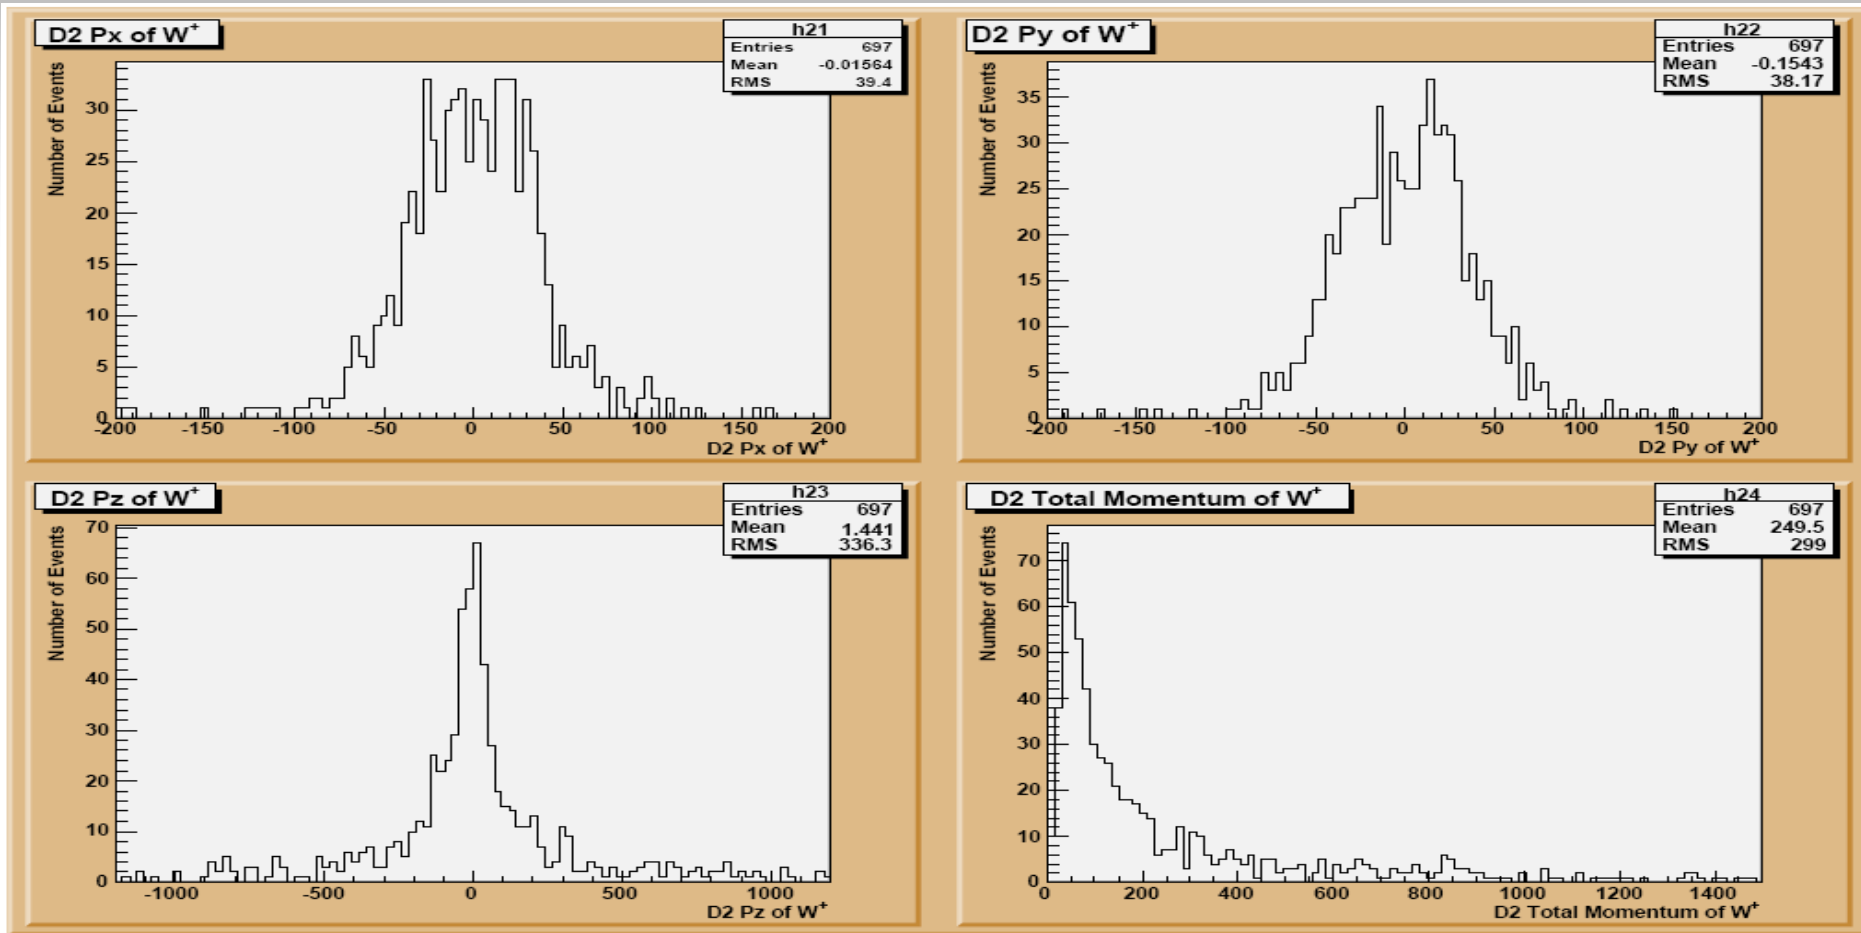 D2 Px of W+
h21
Entries 697
Mean -0.01564
RMS 39.4
Number of Events
30
25
20
15
10
5
0
-200 -150 -100 -50 0 50 100 150 200
D2 Px of W+
D2 Py of W+
h22
Entries 697
Mean -0.1543
RMS 38.17
Number of Events
35
30
25
20
15
10
5
0
-200 -150 -100 -50 0 50 100 150 200
D2 Py of W+
D2 Pz of W+
h23
Entries 697
Mean 1.441
RMS 336.3
Number of Events
70
60
50
40
30
20
10
0
-1000 -500 0 500 1000
D2 Pz of W+
D2 Total Momentum of W+
h24
Entries 697
Mean 249.5
RMS 299
Number of Events
70
60
50
40
30
20
10
0
0 200 400 600 800 1000 1200 1400
D2 Total Momentum of W+